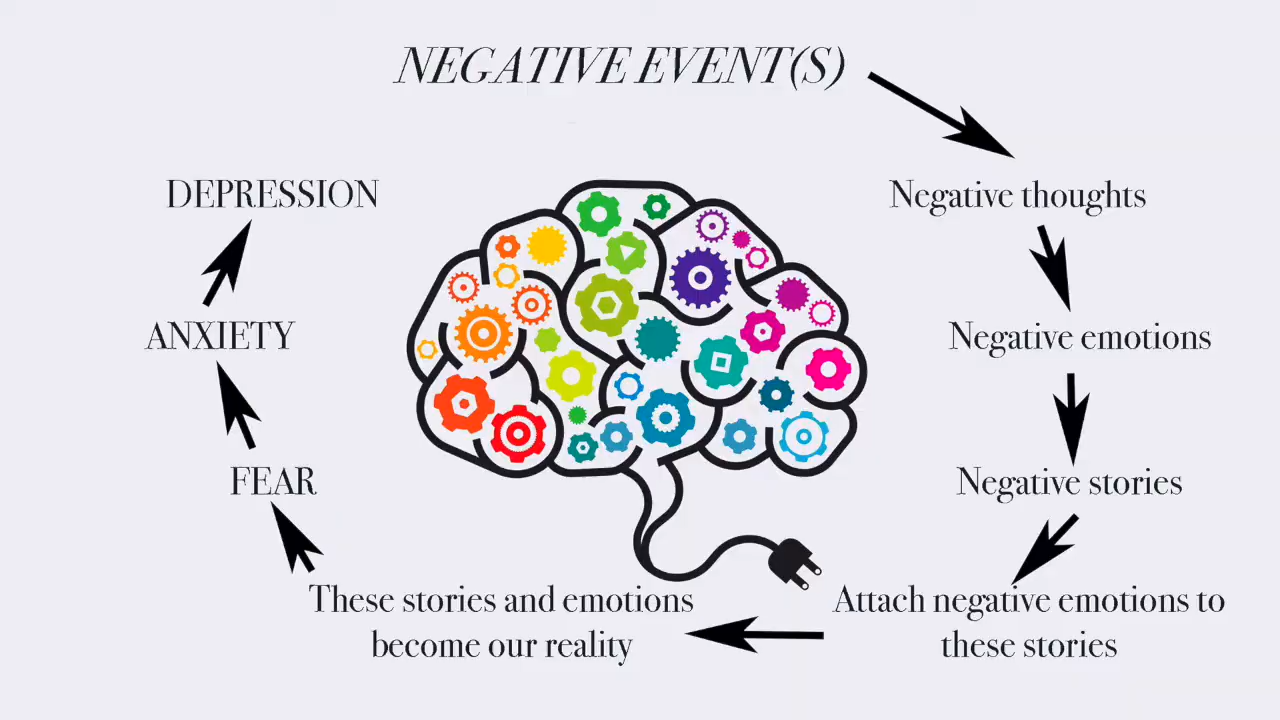 NEGATIVE EVENT(S)
Negative thoughts
Negative emotions
Negative stories
Attach negative emotions to
these stories
These stories and emotions
become our reality
FEAR
ANXIETY
DEPRESSION